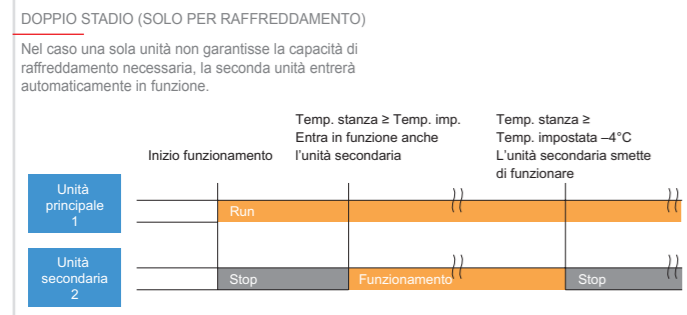 DOPPIO STADIO (SOLO PER RAFFREDDAMENTO)
Nel caso una sola unità non garantisse la capacità di
raffreddamento necessaria, la seconda unità entrerà
automaticamente in funzione.
Inizio funzionamento
Temp. stanza ≥ Temp. imp.
Entra in funzione anche
l'unità secondaria
Temp. stanza ≥
Temp. impostata –4°C
L'unità secondaria smette
di funzionare
Unità
principale
1
Run
Unità
secondaria
2
Stop
Funzionamento
Stop